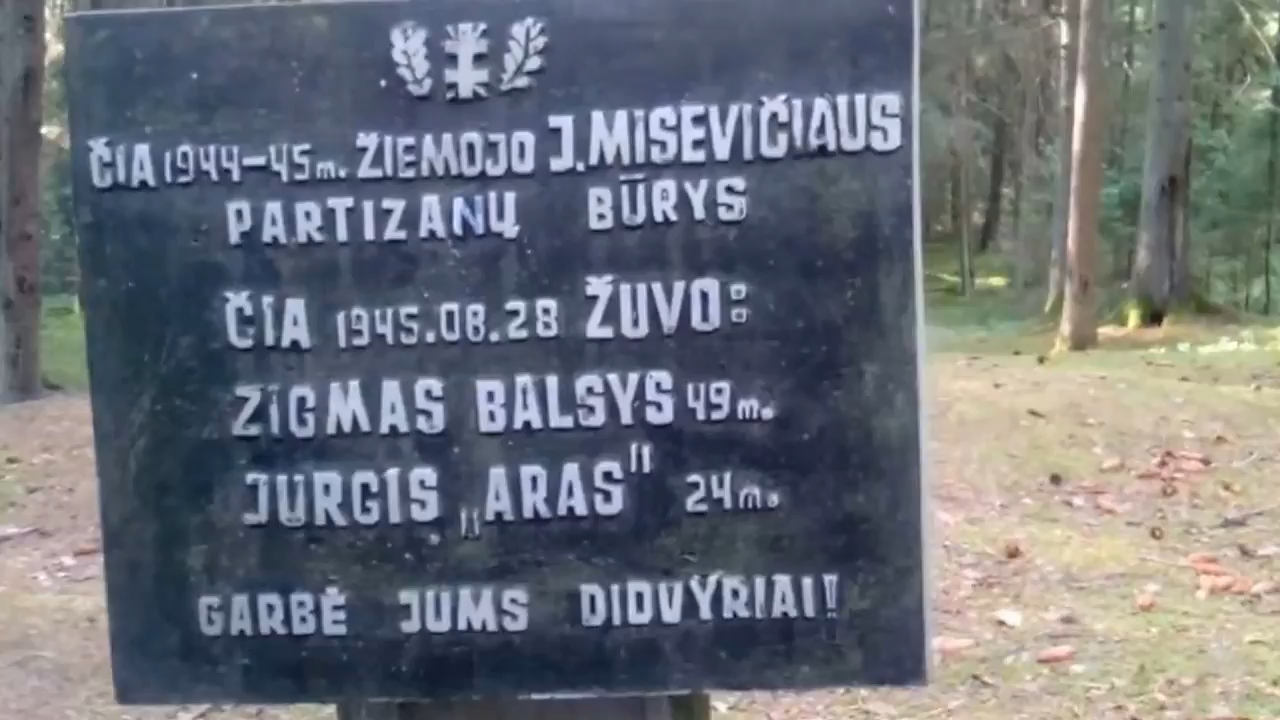 ČIA 1944-45m. ŽIEMOJO J. MISEVIČIAUS
PARTIZANŲ BŪRYS
ČIA 1945.08.28 ŽUVO:
ZIGMAS BALSYS 49m.
JURGIS „ARAS" 24m.
GARBĖ JUMS DIDVYRIAI!